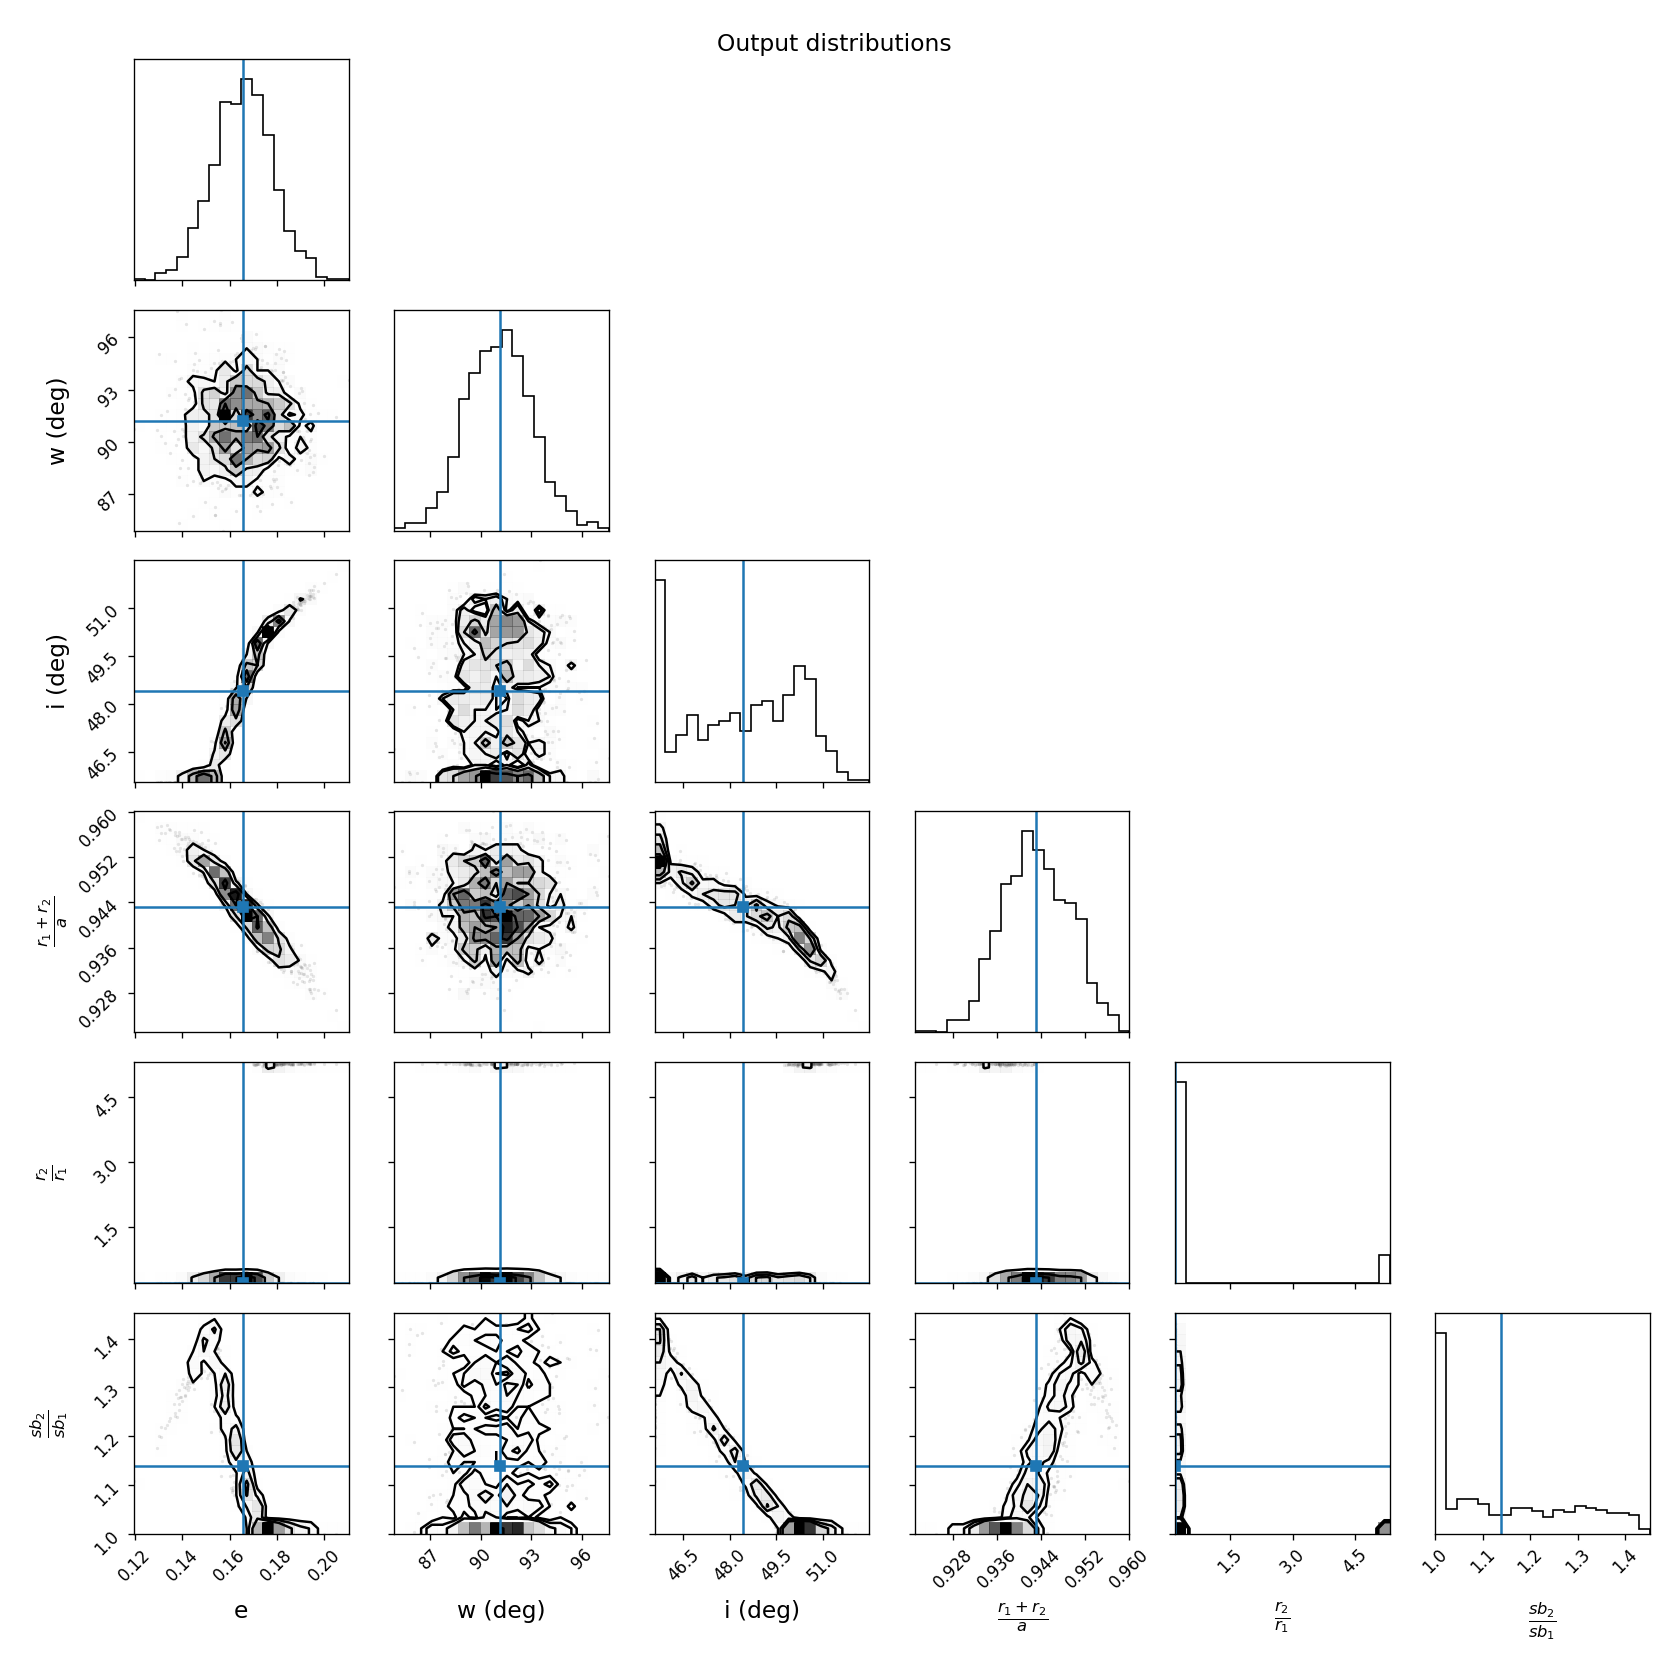 Output distributions
w (deg)
96
93
90
87
i (deg)
51.0
49.5
48.0
46.5
r₁ + r₂
a
0.960
0.952
0.944
0.936
0.928
r₂
r₁
4.5
3.0
1.5
sb₂
sb₁
1.4
1.3
1.2
1.1
1.0
0.12 0.14 0.16 0.18 0.20 87 90 93 96 46.5 48.0 49.5 51.0 0.928 0.936 0.944 0.952 0.960 1.5 3.0 4.5 1.0 1.1 1.2 1.3 1.4
e w (deg) i (deg)
r₁ + r₂
a
r₂
r₁
sb₂
sb₁